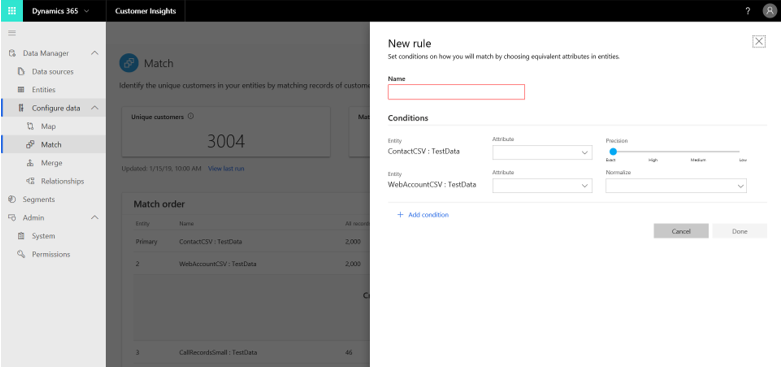 Dynamics 365
Customer Insights
?
Data Manager
Data sources
Entities
Configure data
Map
Match
Merge
Relationships
Segments
Admin
System
Permissions
Match
Identify the unique customers in your entities by matching records of custome
Unique customers
Mat
3004
Updated: 1/15/19, 10:00 AM View last run
Match order
Entity Name All record
Primary ContactCSV : TestData 2,000
2 WebAccountCSV : TestData 2,000
3 CallRecordsSmall : TestData 46
New rule
Set conditions on how you will match by choosing equivalent attributes in entities.
Name
Conditions
Entity Attribute Precision
ContactCSV : TestData
Exact High Medium Low
Entity Attribute Normalize
WebAccountCSV : TestData
+ Add condition
Cancel Done